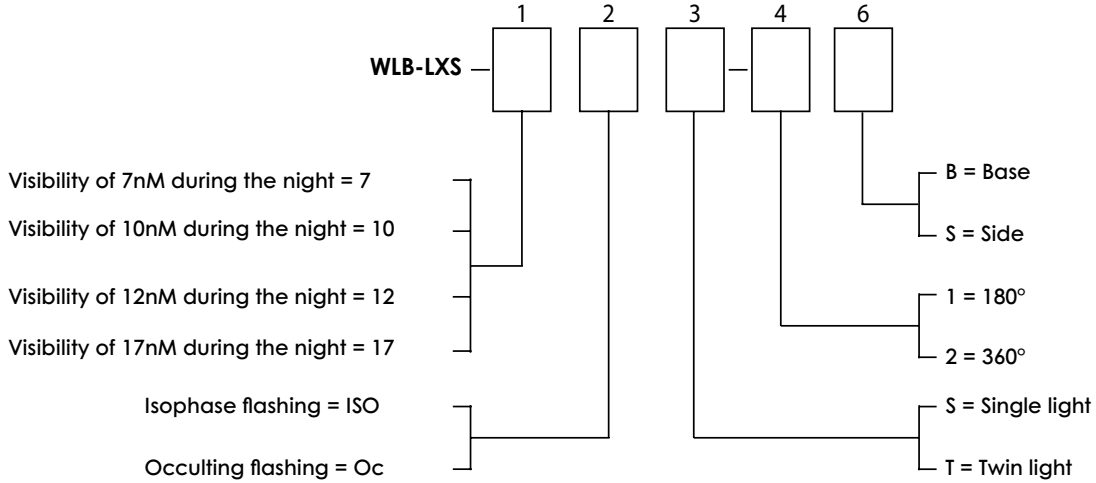 1 2 3 4 6
WLB-LXS
Visibility of 7nM during the night = 7
Visibility of 10nM during the night = 10
Visibility of 12nM during the night = 12
Visibility of 17nM during the night = 17
Isophase flashing = ISO
Occulting flashing = Oc
B = Base
S = Side
1 = 180°
2 = 360°
S = Single light
T = Twin light